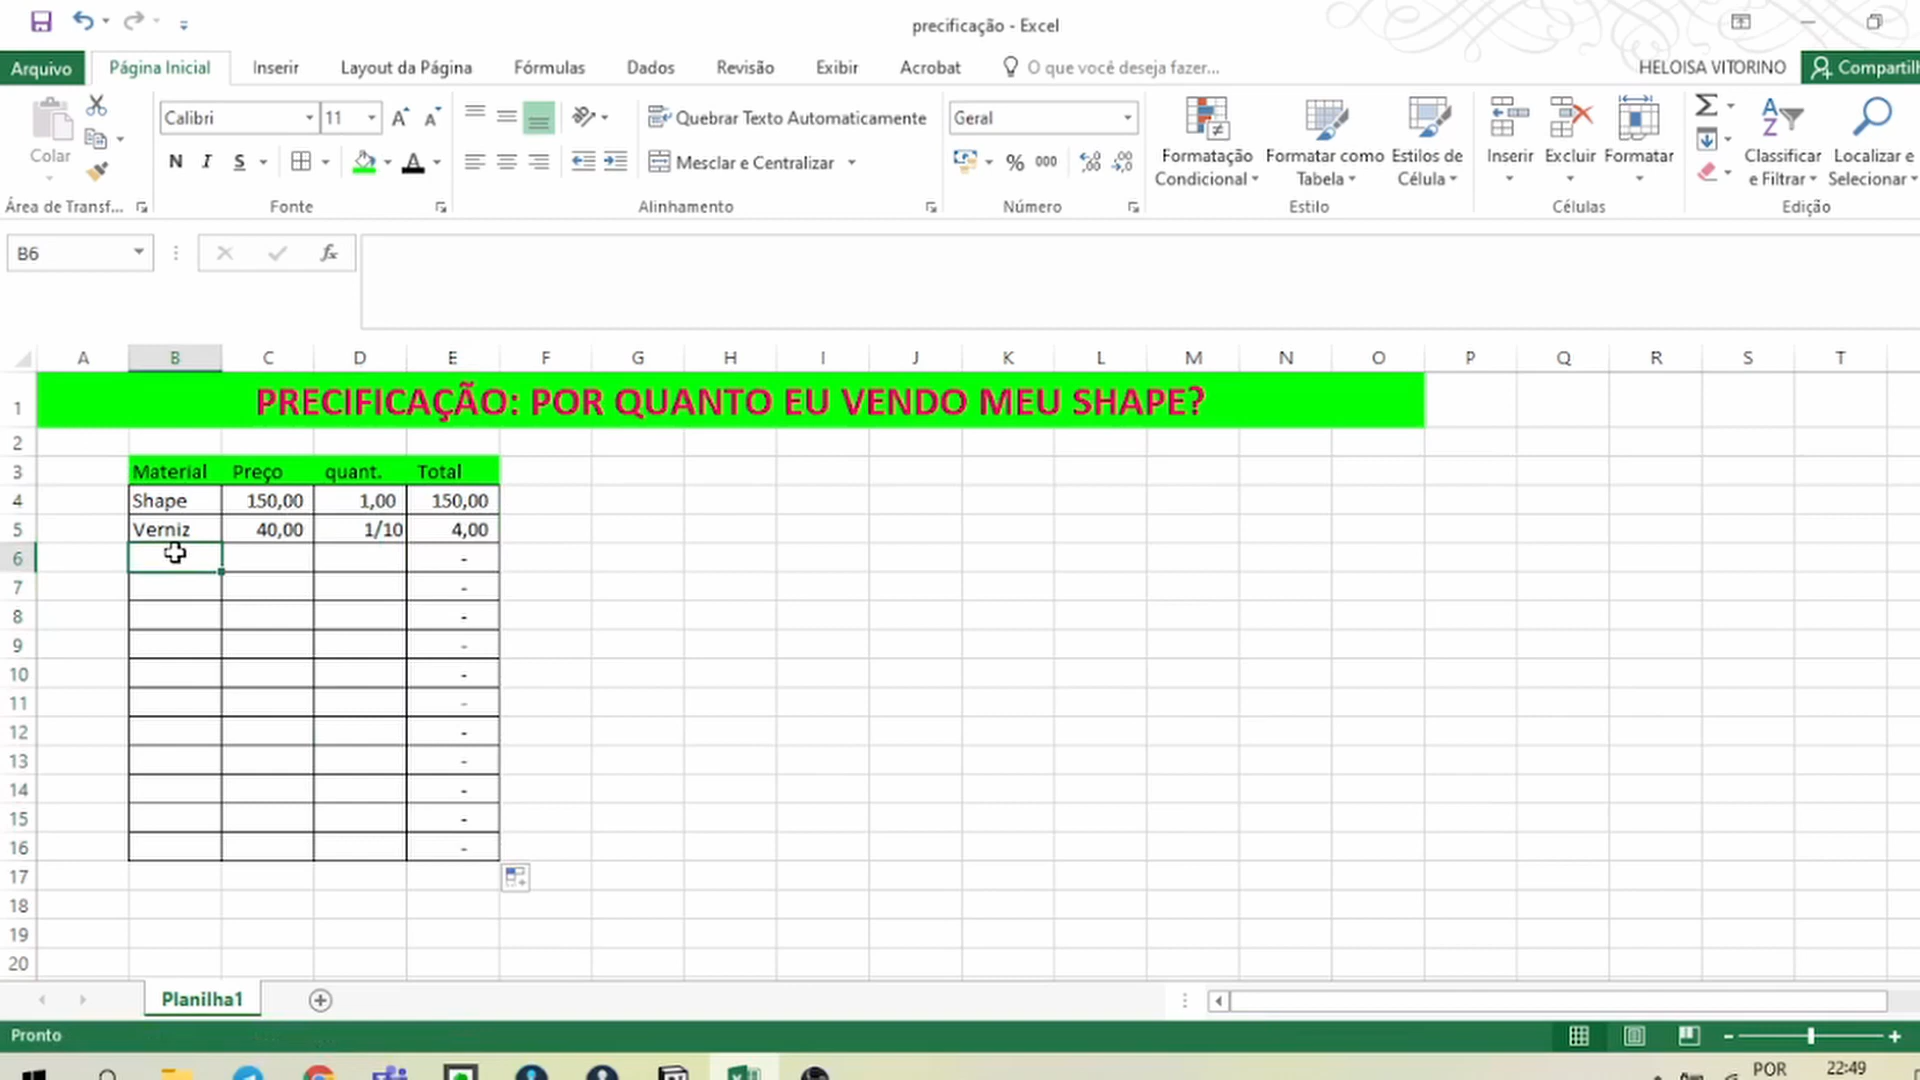 precificação - Excel
Arquivo Página Inicial Inserir Layout da Página Fórmulas Dados Revisão Exibir Acrobat O que você deseja fazer... HELOISA VITORINO
Colar
Calibri 11
Quebrar Texto Automaticamente
Geral
N I S
Mesclar e Centralizar
% 000
Formatação Condicional
Formatar como Tabela
Estilos de Célula
Inserir Excluir Formatar
Classificar e Filtrar
Localizar e Selecionar
Área de Transf... Fonte Alinhamento Número Estilo Células Edição
B6
fx
A B C D E F G H I J K L M N O P Q R S T
1 PRECIFICAÇÃO: POR QUANTO EU VENDO MEU SHAPE?
2
3 Material Preço quant. Total
4 Shape 150,00 1,00 150,00
5 Verniz 40,00 1/10 4,00
6 -
7 -
8 -
9 -
10 -
11 -
12 -
13 -
14 -
15 -
16 -
17
18
19
20
Planilha1
Pronto
POR 22:49